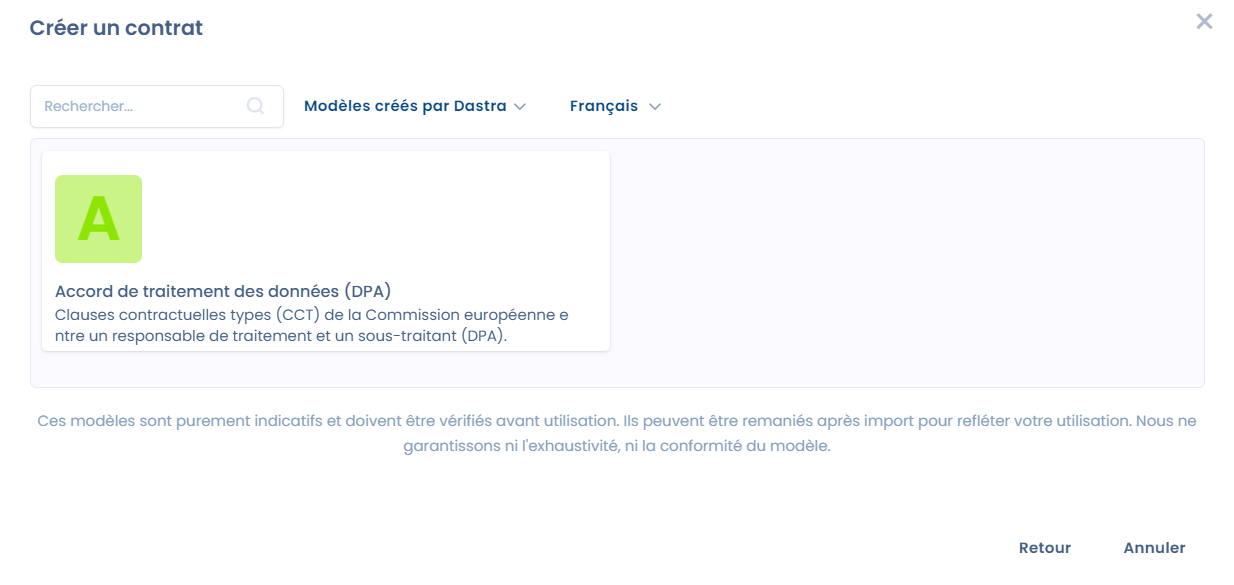 Créer un contrat
Rechercher...
Modèles créés par Dastra
Français
A
Accord de traitement des données (DPA)
Clauses contractuelles types (CCT) de la Commission européenne e
ntre un responsable de traitement et un sous-traitant (DPA).
Ces modèles sont purement indicatifs et doivent être vérifiés avant utilisation. Ils peuvent être remaniés après import pour refléter votre utilisation. Nous ne
garantissons ni l'exhaustivité, ni la conformité du modèle.
Retour
Annuler